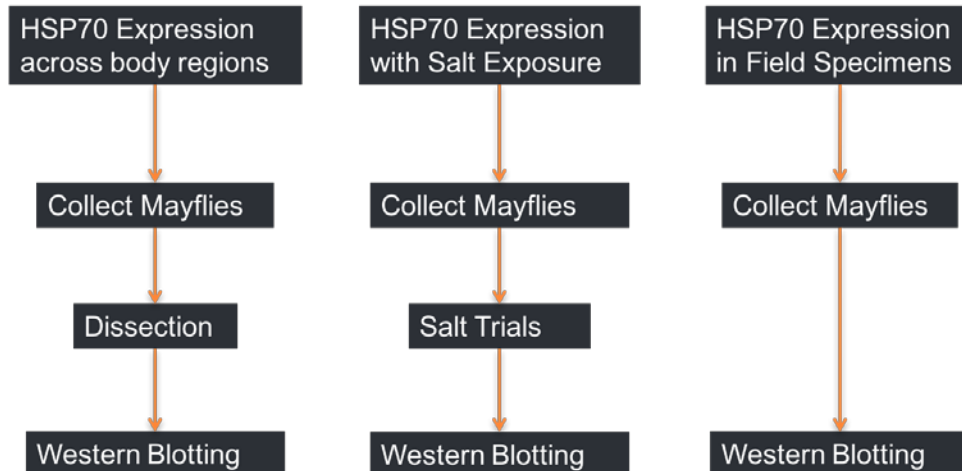 HSP70 Expression
across body regions
Collect Mayflies
Dissection
Western Blotting
HSP70 Expression
with Salt Exposure
Collect Mayflies
Salt Trials
Western Blotting
HSP70 Expression
in Field Specimens
Collect Mayflies
Western Blotting